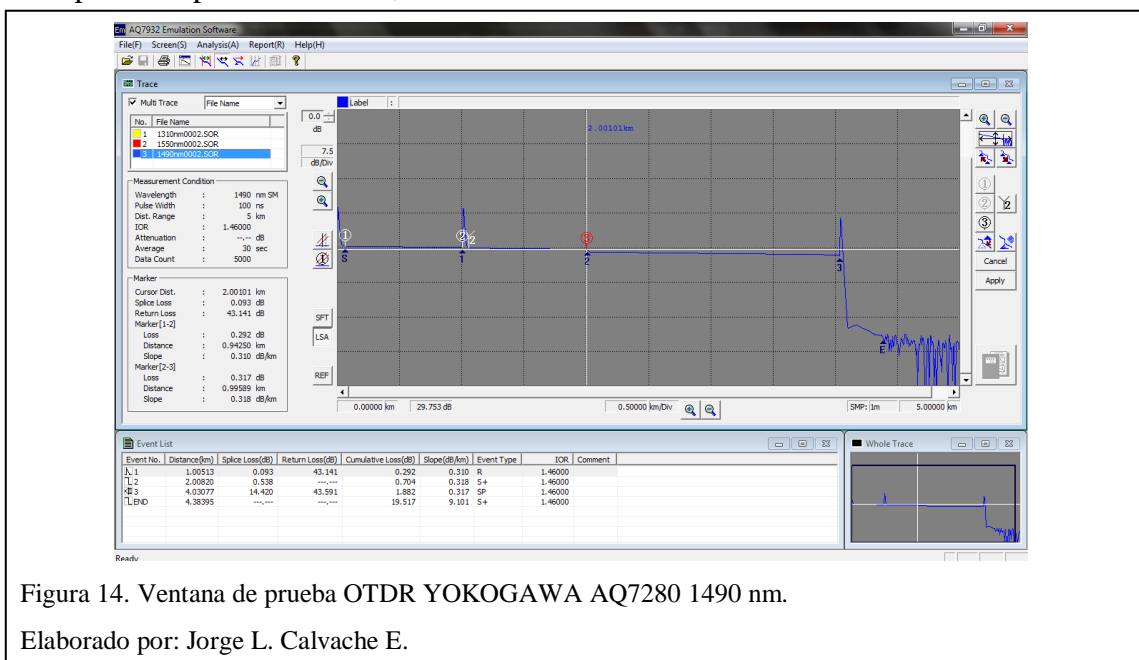 AQ7932 Emulation Software
File(F) Screen(S) Analysis(A) Report(R) Help(H)
Trace
Multi Trace File Name
No. File Name
1 1310nm0002.SOR
2 1550nm0002.SOR
3 1490nm0002.SOR
Measurement Condition
Wavelength : 1490 nm SM
Pulse Width : 100 ns
Dist. Range : 5 km
IOR : 1.46000
Attenuation : --.-- dB
Average : 30 sec
Data Count : 5000
Marker
Cursor Dist. : 2.00101 km
Splice Loss : 0.093 dB
Return Loss : 43.141 dB
Marker[1-2]
Loss : 0.292 dB
Distance : 0.94250 km
Slope : 0.310 dB/km
Marker[2-3]
Loss : 0.317 dB
Distance : 0.99589 km
Slope : 0.318 dB/km
0.0
dB
7.5
dB/Div
SFT
LSA
REF
Label :
2.00101km
① ② 2 ③
S 1 2 3 E
0.00000 km 29.753 dB 0.50000 km/Div SMP: 1m 5.00000 km
①
② 2
③
Cancel
Apply
Event List
Event No. Distance(km) Splice Loss(dB) Return Loss(dB) Cumulative Loss(dB) Slope(dB/km) Event Type IOR Comment
1 1.00513 0.093 43.141 0.292 0.310 R 1.46000
2 2.00820 0.538 ---.--- 0.704 0.318 S+ 1.46000
3 4.03077 14.420 43.591 1.882 0.317 SP 1.46000
END 4.38395 ---.--- ---.--- 19.517 9.101 S+ 1.46000
Whole Trace
Ready
Figura 14. Ventana de prueba OTDR YOKOGAWA AQ7280 1490 nm.
Elaborado por: Jorge L. Calvache E.